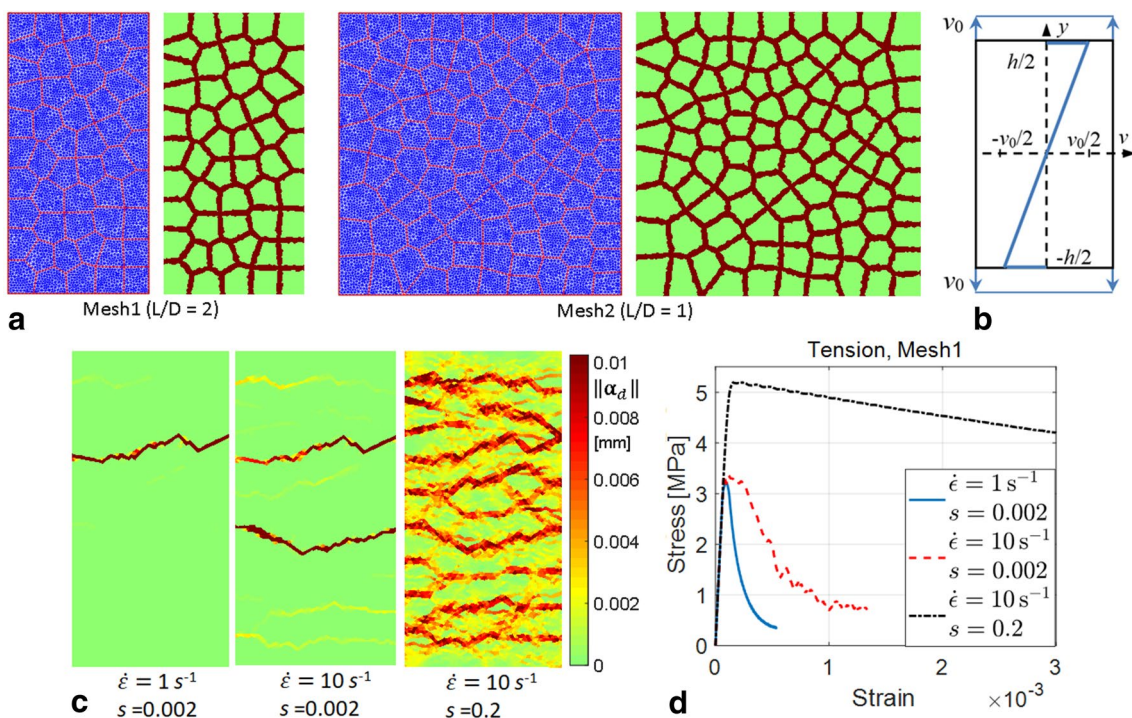 Mesh1 (L/D = 2)
Mesh2 (L/D = 1)
a
v₀
y
h/2
-v₀/2
v₀/2
v
-h/2
v₀
b
0.01
‖α_d‖
0.008
[mm]
0.006
0.004
0.002
0
ε̇ = 1 s⁻¹
s =0.002
ε̇ = 10 s⁻¹
s =0.002
ε̇ = 10 s⁻¹
s =0.2
c
Tension, Mesh1
Stress [MPa]
5
4
3
2
1
0
ϵ̇ = 1 s⁻¹
s = 0.002
ϵ̇ = 10 s⁻¹
s = 0.002
ϵ̇ = 10 s⁻¹
s = 0.2
0
1
2
3
Strain
×10⁻³
d